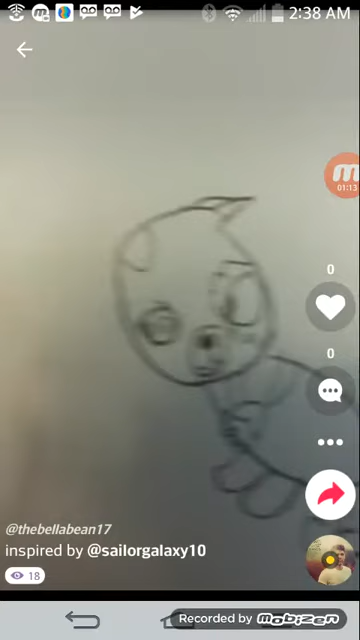 2:38 AM
01:13
0
0
@thebellabean17
inspired by @sailorgalaxy10
18
Recorded by mobizen